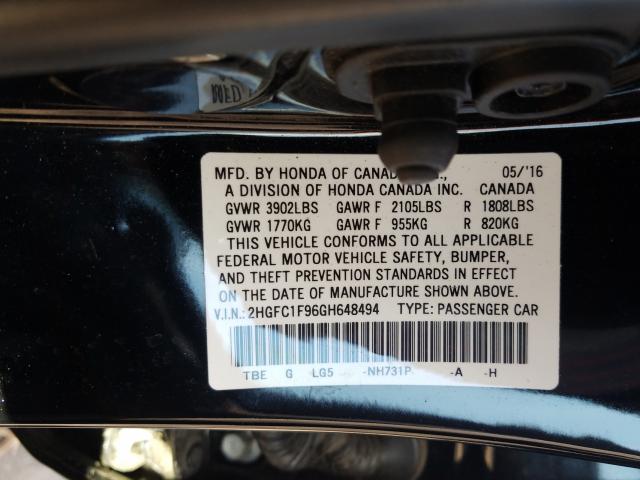 MFD. BY HONDA OF CANADA ., 05/'16
A DIVISION OF HONDA CANADA INC. CANADA
GVWR 3902LBS GAWR F 2105LBS R 1808LBS
GVWR 1770KG GAWR F 955KG R 820KG
THIS VEHICLE CONFORMS TO ALL APPLICABLE
FEDERAL MOTOR VEHICLE SAFETY, BUMPER,
AND THEFT PREVENTION STANDARDS IN EFFECT
ON THE DATE OF MANUFACTURE SHOWN ABOVE.
V.I.N.: 2HGFC1F96GH648494 TYPE: PASSENGER CAR
TBE G LG5 -NH731P -A -H